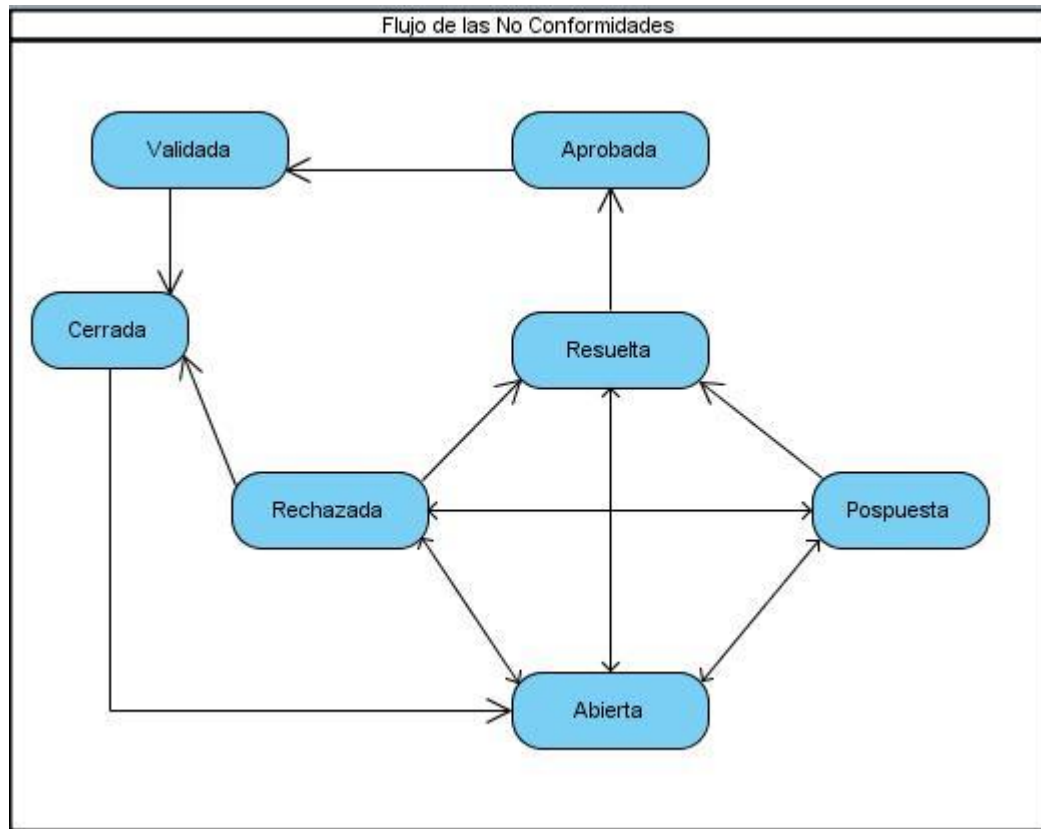 Flujo de las No Conformidades
Validada
Aprobada
Cerrada
Resuelta
Rechazada
Pospuesta
Abierta